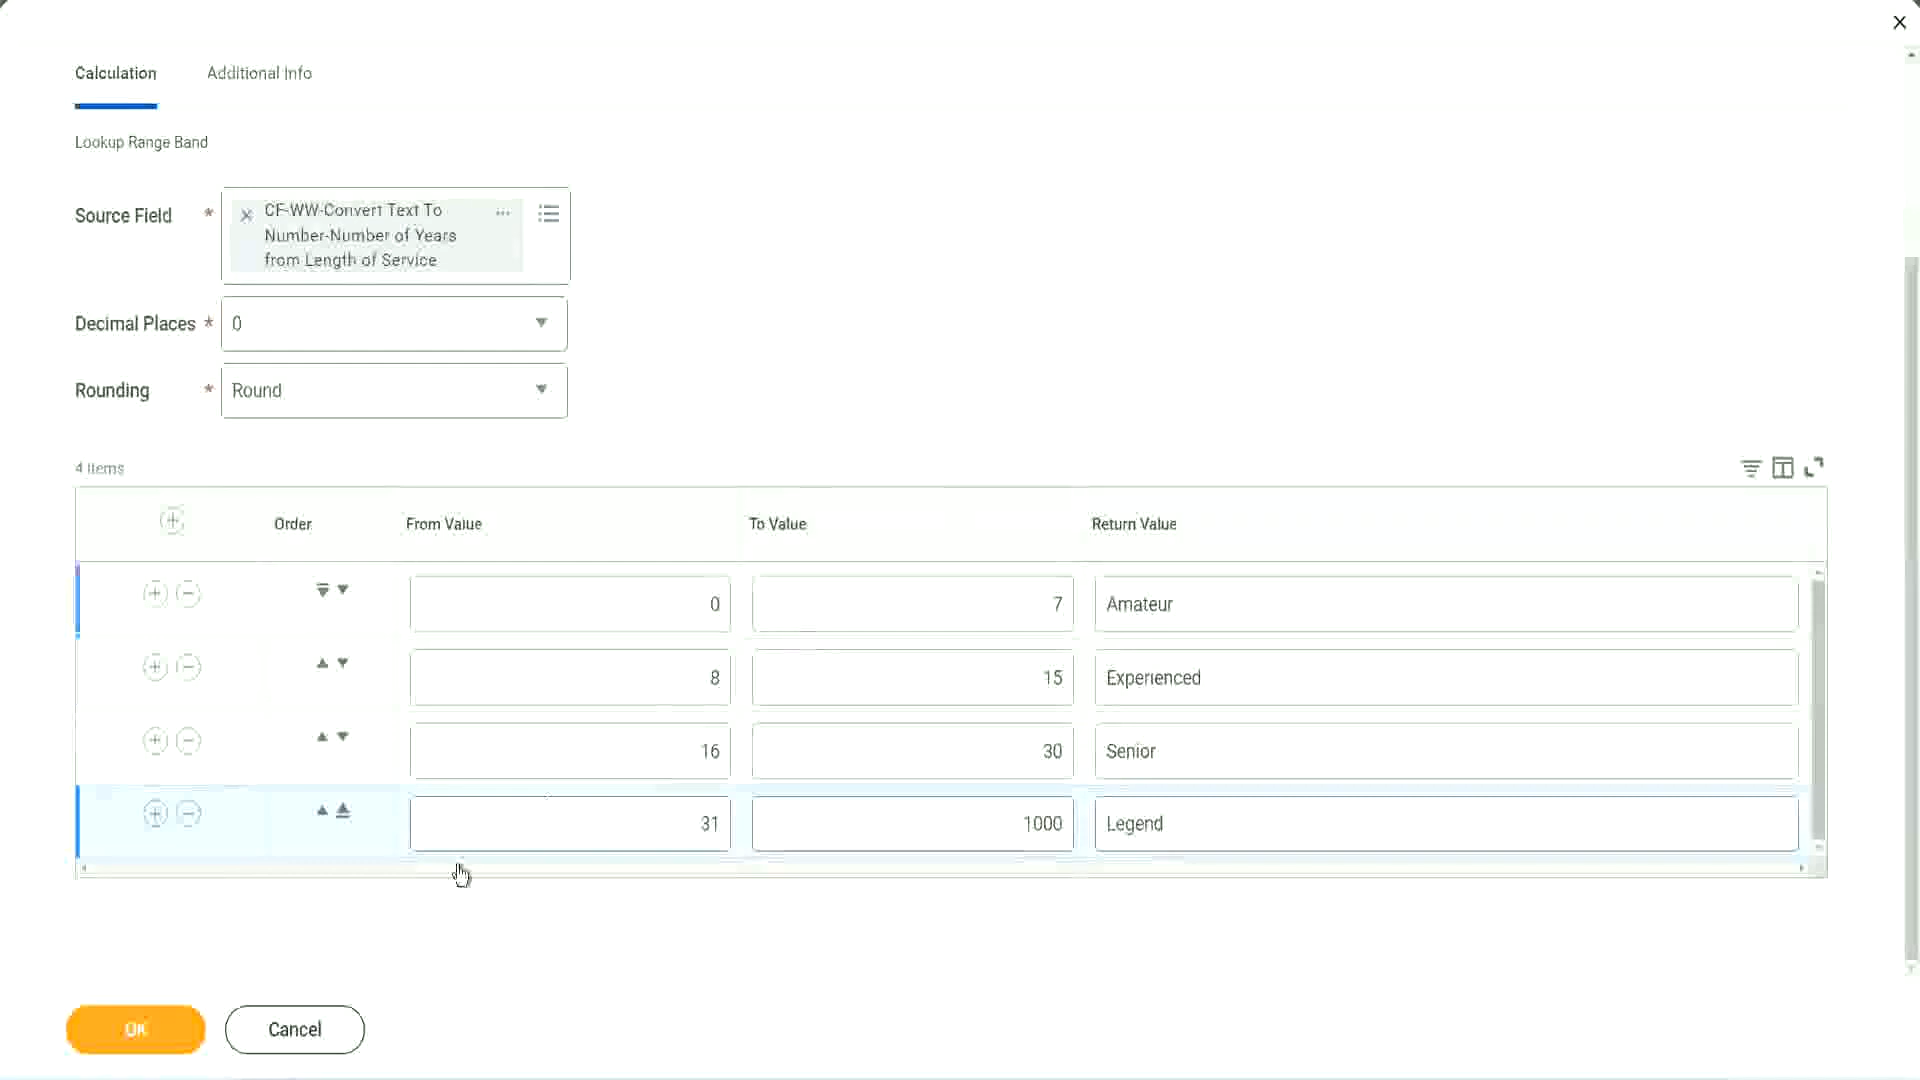 Calculation Additional Info
Lookup Range Band
Source Field * CF-WW-Convert Text To
Number-Number of Years
from Length of Service
Decimal Places * 0
Rounding * Round
4 items
Order From Value To Value Return Value
0 7 Amateur
8 15 Experienced
16 30 Senior
31 1000 Legend
OK Cancel